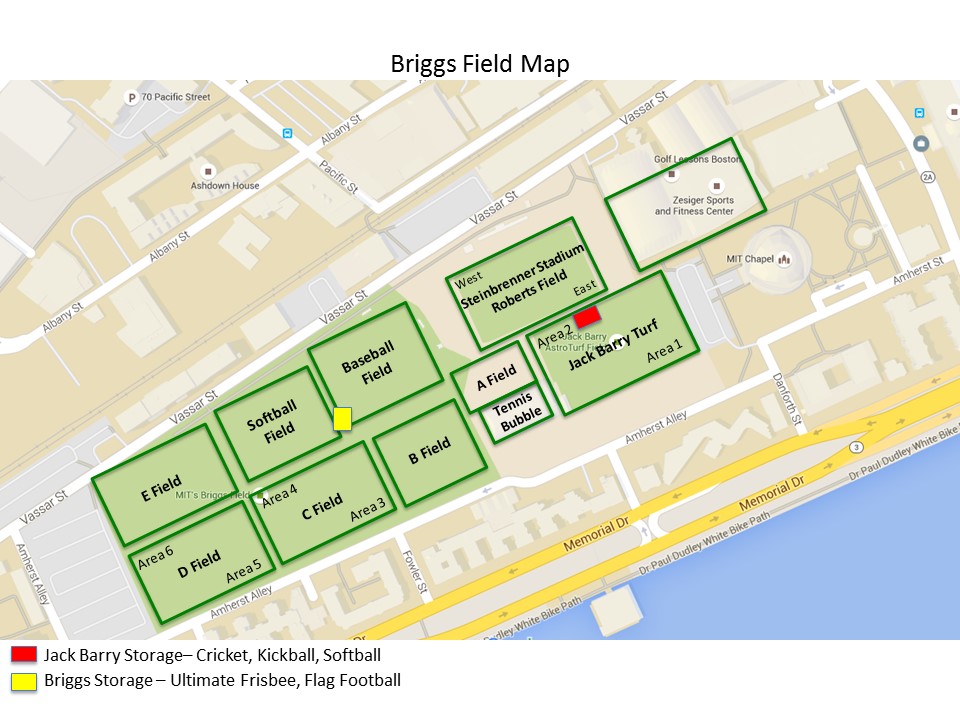 Briggs Field Map
P 70 Pacific Street
Albany St
Vassar St
Pacific St
Ashdown House
Golf Lessons Boston
Zesiger Sports
and Fitness Center
2A
Vassar St
Albany St
MIT Chapel
Amherst St
West
Steinbrenner Stadium
Roberts Field
East
Albany St
Vassar St
Area 2
Jack Barry
AstroTurf Fie
Jack Barry Turf
Area 1
Baseball
Field
A Field
Tennis
Bubble
Danforth St
Vassar St
Softball
Field
Amherst Alley
B Field
3
Dr Paul Dudley White Bike Path
E Field
MIT's Briggs Field
Area 4
C Field
Area 3
Vassar St
Memorial Dr
Memorial Dr
Amherst Alley
Area 6
D Field
Area 5
Fowler St
Dr Paul Dudley White Bike Path
Amherst Alley
Dudley White Bike Path
Dr
Jack Barry Storage– Cricket, Kickball, Softball
Briggs Storage – Ultimate Frisbee, Flag Football